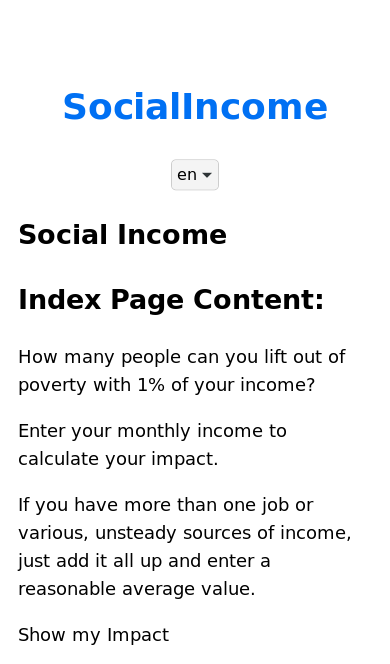 SocialIncome
en
Social Income
Index Page Content:
How many people can you lift out of
poverty with 1% of your income?
Enter your monthly income to
calculate your impact.
If you have more than one job or
various, unsteady sources of income,
just add it all up and enter a
reasonable average value.
Show my Impact